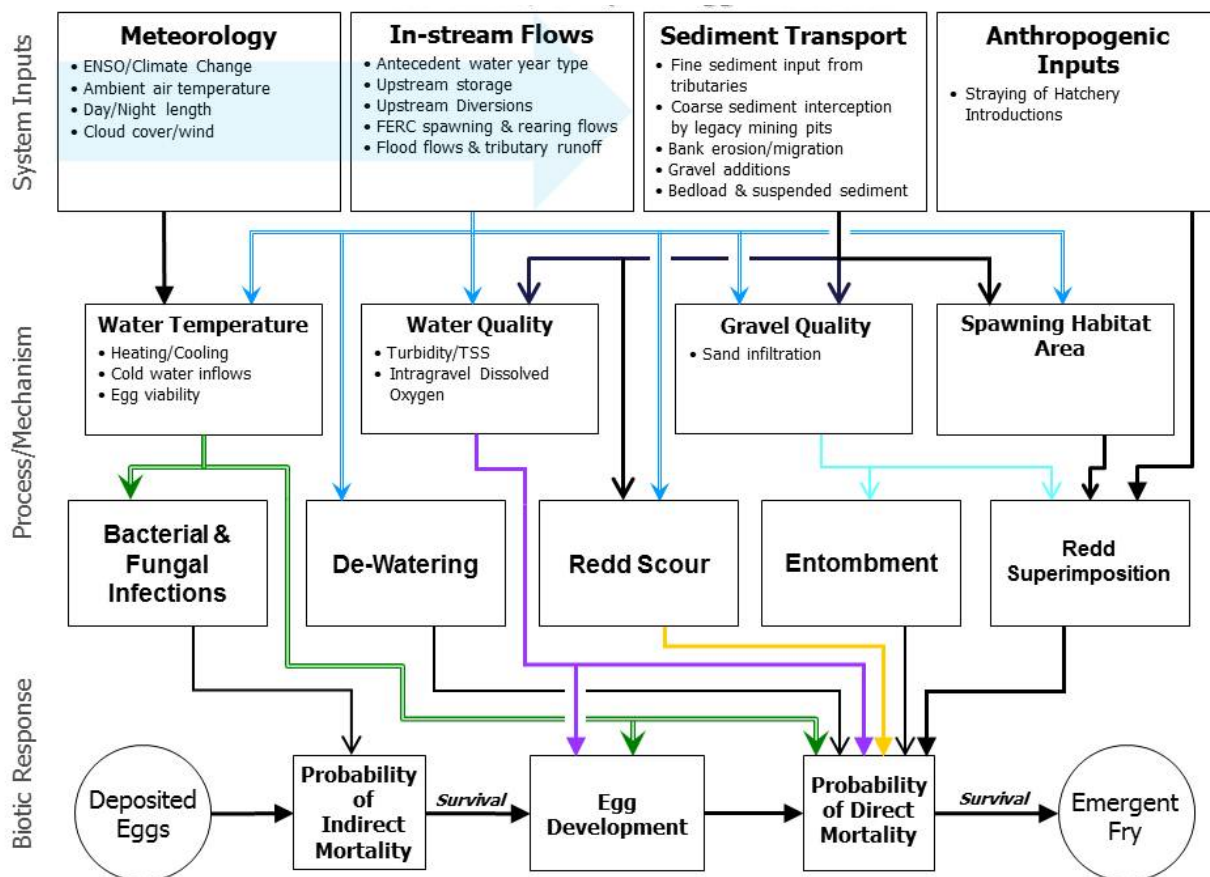 System Inputs
Meteorology
• ENSO/Climate Change
• Ambient air temperature
• Day/Night length
• Cloud cover/wind
In-stream Flows
• Antecedent water year type
• Upstream storage
• Upstream Diversions
• FERC spawning & rearing flows
• Flood flows & tributary runoff
Sediment Transport
• Fine sediment input from
tributaries
• Coarse sediment interception
by legacy mining pits
• Bank erosion/migration
• Gravel additions
• Bedload & suspended sediment
Anthropogenic
Inputs
• Straying of Hatchery
Introductions
Process/Mechanism
Water Temperature
• Heating/Cooling
• Cold water inflows
• Egg viability
Water Quality
• Turbidity/TSS
• Intragravel Dissolved
Oxygen
Gravel Quality
• Sand infiltration
Spawning Habitat
Area
Bacterial &
Fungal
Infections
De-Watering
Redd Scour
Entombment
Redd
Superimposition
Biotic Response
Deposited
Eggs
Probability
of
Indirect
Mortality
Survival
Egg
Development
Probability
of Direct
Mortality
Survival
Emergent
Fry